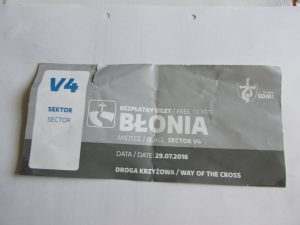 V4
SEKTOR
SECTOR
BEZPŁATNY BILET / FREE TICKET
BŁONIA
MIEJSCE / PLACE: SECTOR V4
DATA / DATE: 29.07.2016
DROGA KRZYŻOWA / WAY OF THE CROSS
SDM